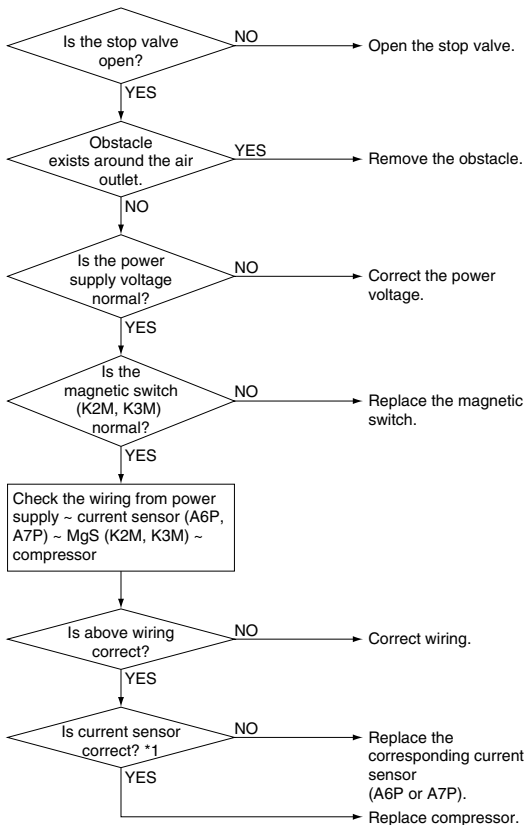 Is the stop valve
open?
NO
Open the stop valve.
YES
Obstacle
exists around the air
outlet.
YES
Remove the obstacle.
NO
Is the power
supply voltage
normal?
NO
Correct the power
voltage.
YES
Is the
magnetic switch
(K2M, K3M)
normal?
NO
Replace the magnetic
switch.
YES
Check the wiring from power
supply ~ current sensor (A6P,
A7P) ~ MgS (K2M, K3M) ~
compressor
Is above wiring
correct?
NO
Correct wiring.
YES
Is current sensor
correct? *1
NO
Replace the
corresponding current
sensor
(A6P or A7P).
YES
Replace compressor.